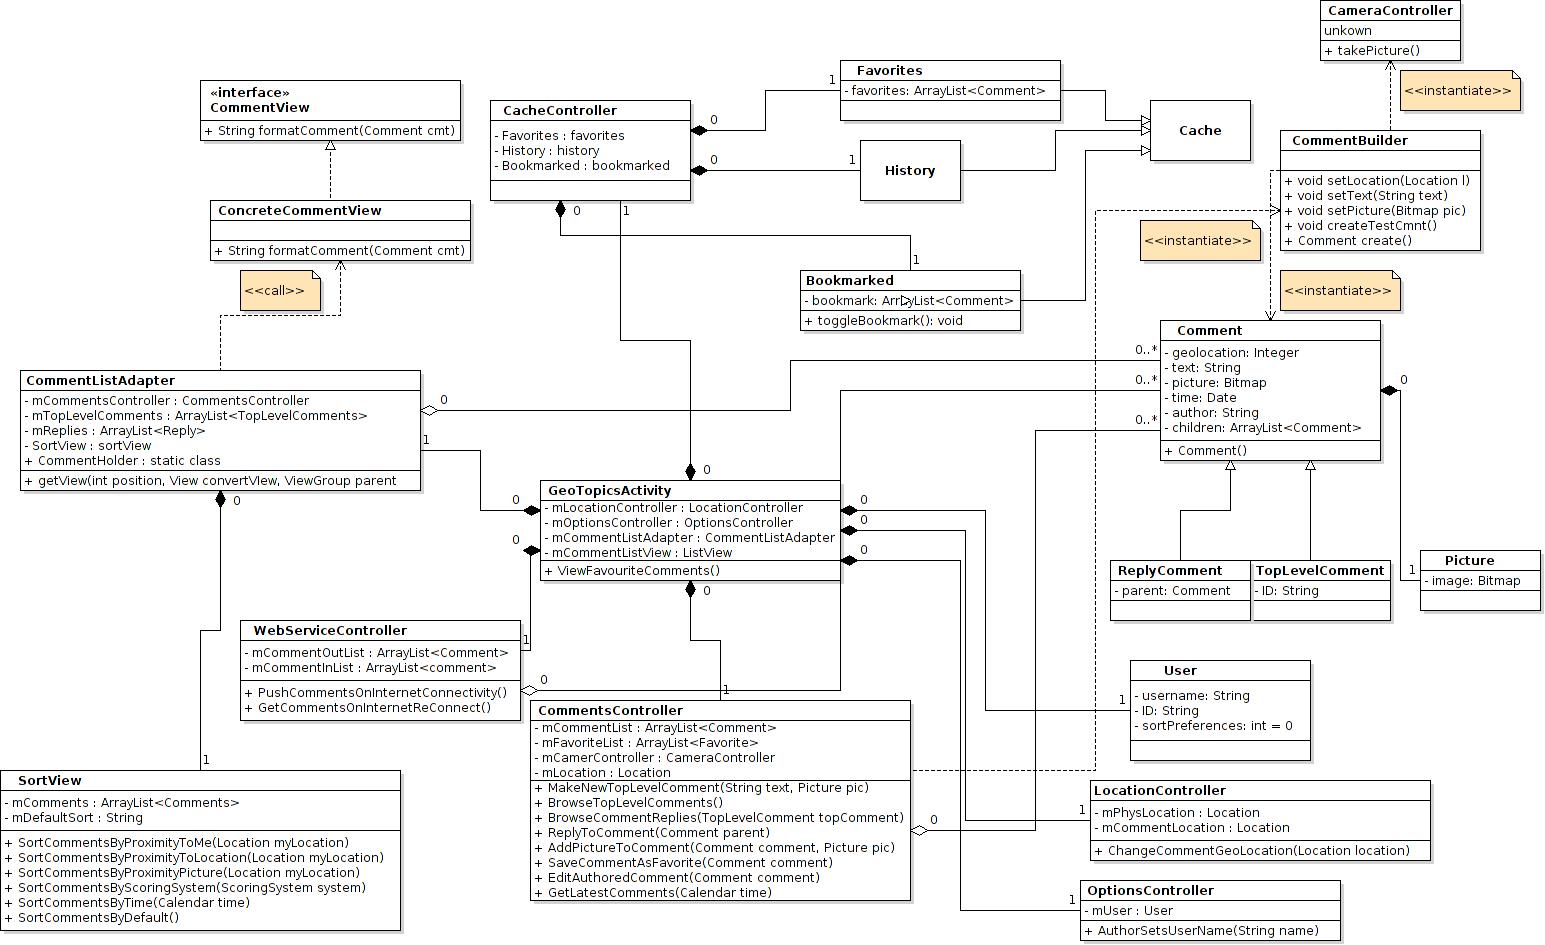 CameraController
unkown
+ takePicture()
<<instantiate>>
«interface»
CommentView
+ String formatComment(Comment cmt)
CacheController
- Favorites : favorites
- History : history
- Bookmarked : bookmarked
0
0
0
1
1
Favorites
- favorites: ArrayList<Comment>
1
History
Cache
CommentBuilder
+ void setLocation(Location l)
+ void setText(String text)
+ void setPicture(Bitmap pic)
+ void createTestCmnt()
+ Comment create()
<<instantiate>>
<<instantiate>>
ConcreteCommentView
+ String formatComment(Comment cmt)
<<call>>
1
Bookmarked
- bookmark: ArrayList<Comment>
+ toggleBookmark(): void
Comment
- geolocation: Integer
- text: String
- picture: Bitmap
- time: Date
- author: String
- children: ArrayList<Comment>
+ Comment()
0..*
0..*
0..*
0
CommentListAdapter
- mCommentsController : CommentsController
- mTopLevelComments : ArrayList<TopLevelComments>
- mReplies : ArrayList<Reply>
- SortView : sortView
+ CommentHolder : static class
+ getView(int position, View convertView, ViewGroup parent
0
1
0
GeoTopicsActivity
- mLocationController : LocationController
- mOptionsController : OptionsController
- mCommentListAdapter : CommentListAdapter
- mCommentListView : ListView
+ ViewFavouriteComments()
0
0
0
0
0
0
0
ReplyComment
- parent: Comment
TopLevelComment
- ID: String
1
Picture
- image: Bitmap
WebServiceController
- mCommentOutList : ArrayList<Comment>
- mCommentInList : ArrayList<comment>
+ PushCommentsOnInternetConnectivity()
+ GetCommentsOnInternetReConnect()
1
0
1
User
- username: String
- ID: String
- sortPreferences: int = 0
1
CommentsController
- mCommentList : ArrayList<Comment>
- mFavoriteList : ArrayList<Favorite>
- mCamerController : CameraController
- mLocation : Location
+ MakeNewTopLevelComment(String text, Picture pic)
+ BrowseTopLevelComments()
+ BrowseCommentReplies(TopLevelComment topComment)
+ ReplyToComment(Comment parent)
+ AddPictureToComment(Comment comment, Picture pic)
+ SaveCommentAsFavorite(Comment comment)
+ EditAuthoredComment(Comment comment)
+ GetLatestComments(Calendar time)
0
1
SortView
- mComments : ArrayList<Comments>
- mDefaultSort : String
+ SortCommentsByProximityToMe(Location myLocation)
+ SortCommentsByProximityToLocation(Location myLocation)
+ SortCommentsByProximityPicture(Location myLocation)
+ SortCommentsByScoringSystem(ScoringSystem system)
+ SortCommentsByTime(Calendar time)
+ SortCommentsByDefault()
1
LocationController
- mPhysLocation : Location
- mCommentLocation : Location
+ ChangeCommentGeoLocation(Location location)
1
OptionsController
- mUser : User
+ AuthorSetsUserName(String name)